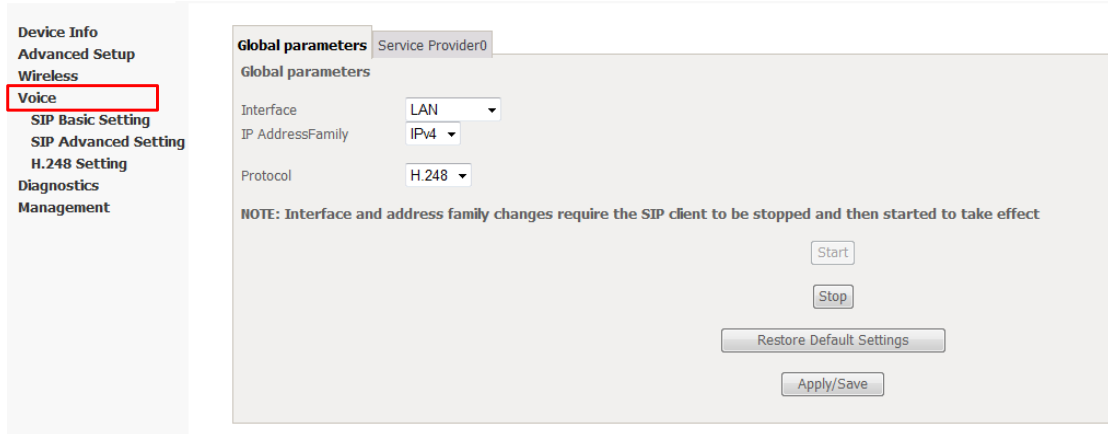 Device Info
Advanced Setup
Wireless
Voice
SIP Basic Setting
SIP Advanced Setting
H.248 Setting
Diagnostics
Management
Global parameters Service Provider0
Global parameters
Interface LAN
IP AddressFamily IPv4
Protocol H.248
NOTE: Interface and address family changes require the SIP client to be stopped and then started to take effect
Start
Stop
Restore Default Settings
Apply/Save